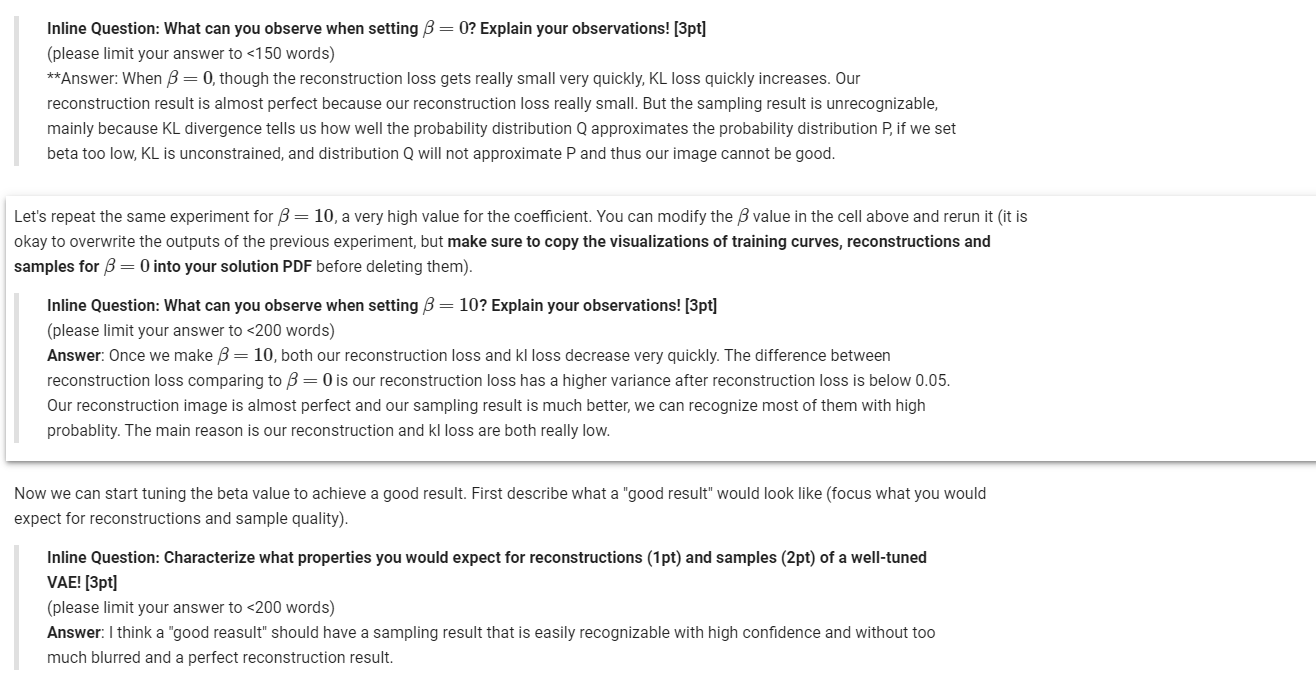 Inline Question: What can you observe when setting β = 0? Explain your observations! [3pt]
(please limit your answer to <150 words)
**Answer: When β = 0, though the reconstruction loss gets really small very quickly, KL loss quickly increases. Our
reconstruction result is almost perfect because our reconstruction loss really small. But the sampling result is unrecognizable,
mainly because KL divergence tells us how well the probability distribution Q approximates the probability distribution P, if we set
beta too low, KL is unconstrained, and distribution Q will not approximate P and thus our image cannot be good.
Let's repeat the same experiment for β = 10, a very high value for the coefficient. You can modify the β value in the cell above and rerun it (it is
okay to overwrite the outputs of the previous experiment, but make sure to copy the visualizations of training curves, reconstructions and
samples for β = 0 into your solution PDF before deleting them).
Inline Question: What can you observe when setting β = 10? Explain your observations! [3pt]
(please limit your answer to <200 words)
Answer: Once we make β = 10, both our reconstruction loss and kl loss decrease very quickly. The difference between
reconstruction loss comparing to β = 0 is our reconstruction loss has a higher variance after reconstruction loss is below 0.05.
Our reconstruction image is almost perfect and our sampling result is much better, we can recognize most of them with high
probablity. The main reason is our reconstruction and kl loss are both really low.
Now we can start tuning the beta value to achieve a good result. First describe what a "good result" would look like (focus what you would
expect for reconstructions and sample quality).
Inline Question: Characterize what properties you would expect for reconstructions (1pt) and samples (2pt) of a well-tuned
VAE! [3pt]
(please limit your answer to <200 words)
Answer: I think a "good reasult" should have a sampling result that is easily recognizable with high confidence and without too
much blurred and a perfect reconstruction result.